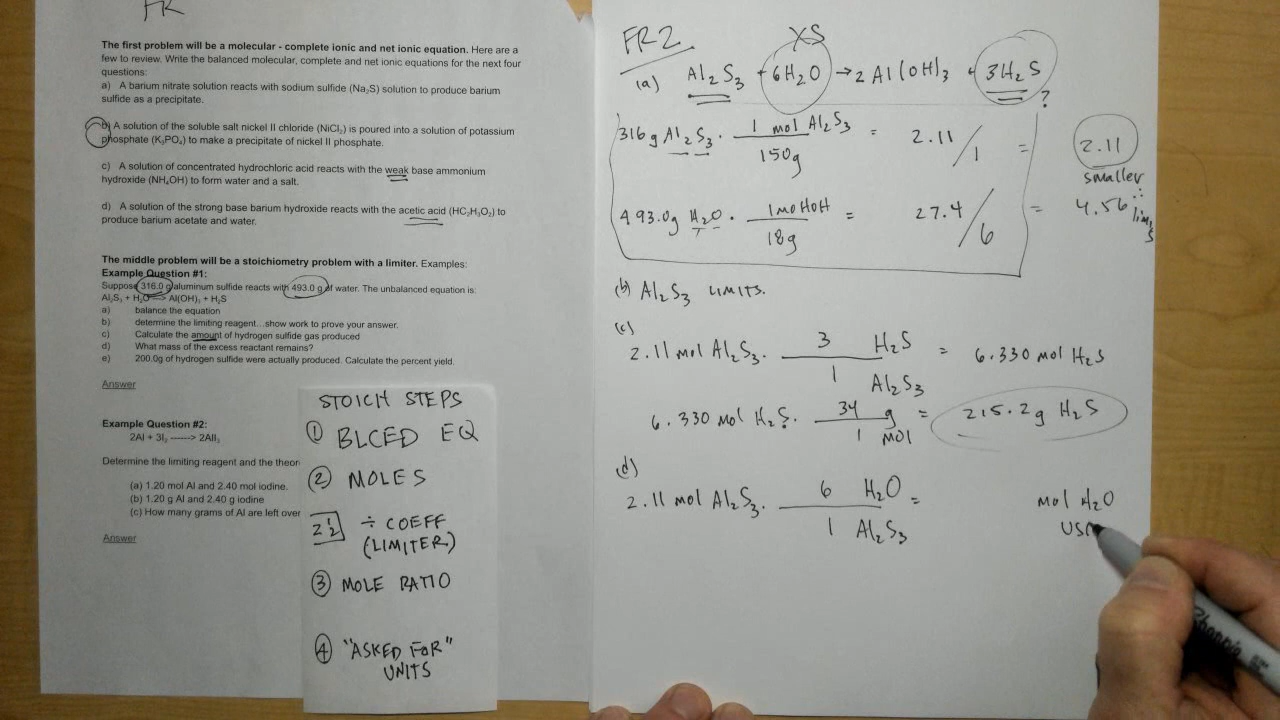 FR
The first problem will be a molecular - complete ionic and net ionic equation. Here are a
few to review. Write the balanced molecular, complete and net ionic equations for the next four
questions:
a) A barium nitrate solution reacts with sodium sulfide (Na₂S) solution to produce barium
sulfide as a precipitate.
b) A solution of the soluble salt nickel II chloride (NiCl₂) is poured into a solution of potassium
phosphate (K₃PO₄) to make a precipitate of nickel II phosphate.
c) A solution of concentrated hydrochloric acid reacts with the weak base ammonium
hydroxide (NH₄OH) to form water and a salt.
d) A solution of the strong base barium hydroxide reacts with the acetic acid (HC₂H₃O₂) to
produce barium acetate and water.
The middle problem will be a stoichiometry problem with a limiter. Examples:
Example Question #1:
Suppose 316.0 g aluminum sulfide reacts with 493.0 g of water. The unbalanced equation is:
Al₂S₃ + H₂O ---> Al(OH)₃ + H₂S
a) balance the equation
b) determine the limiting reagent...show work to prove your answer.
c) Calculate the amount of hydrogen sulfide gas produced
d) What mass of the excess reactant remains?
e) 200.0g of hydrogen sulfide were actually produced. Calculate the percent yield.
Answer
Example Question #2:
2Al + 3I₂ ------> 2AlI₃
Determine the limiting reagent and the theor
(a) 1.20 mol Al and 2.40 mol iodine.
(b) 1.20 g Al and 2.40 g iodine
(c) How many grams of Al are left over
Answer
STOICH STEPS
① BLCED EQ
② MOLES
2½ ÷ COEFF
(LIMITER)
③ MOLE RATIO
④ "ASKED FOR"
UNITS
FR2
XS
(a) Al₂S₃ + 6H₂O → 2Al(OH)₃ + 3H₂S
?
316g Al₂S₃ · 1 mol Al₂S₃ / 150g = 2.11 / 1 = 2.11
smaller
∴
limits
493.0g H₂O · 1 mol HOH / 18g = 27.4 / 6 = 4.56
(b) Al₂S₃ LIMITS.
(c)
2.11 mol Al₂S₃ · 3 H₂S / 1 Al₂S₃ = 6.330 mol H₂S
6.330 mol H₂S · 34 g / 1 MOL = 215.2g H₂S
(d)
2.11 mol Al₂S₃ · 6 H₂O / 1 Al₂S₃ = mol H₂O
Sharpie